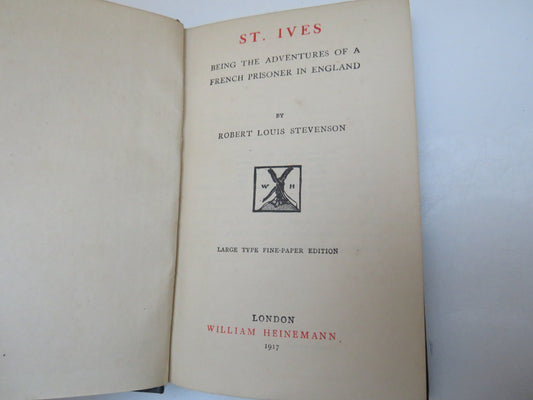 ST. IVES
BEING THE ADVENTURES OF A
FRENCH PRISONER IN ENGLAND
BY
ROBERT LOUIS STEVENSON
W H
LARGE TYPE FINE-PAPER EDITION
LONDON
WILLIAM HEINEMANN
1917